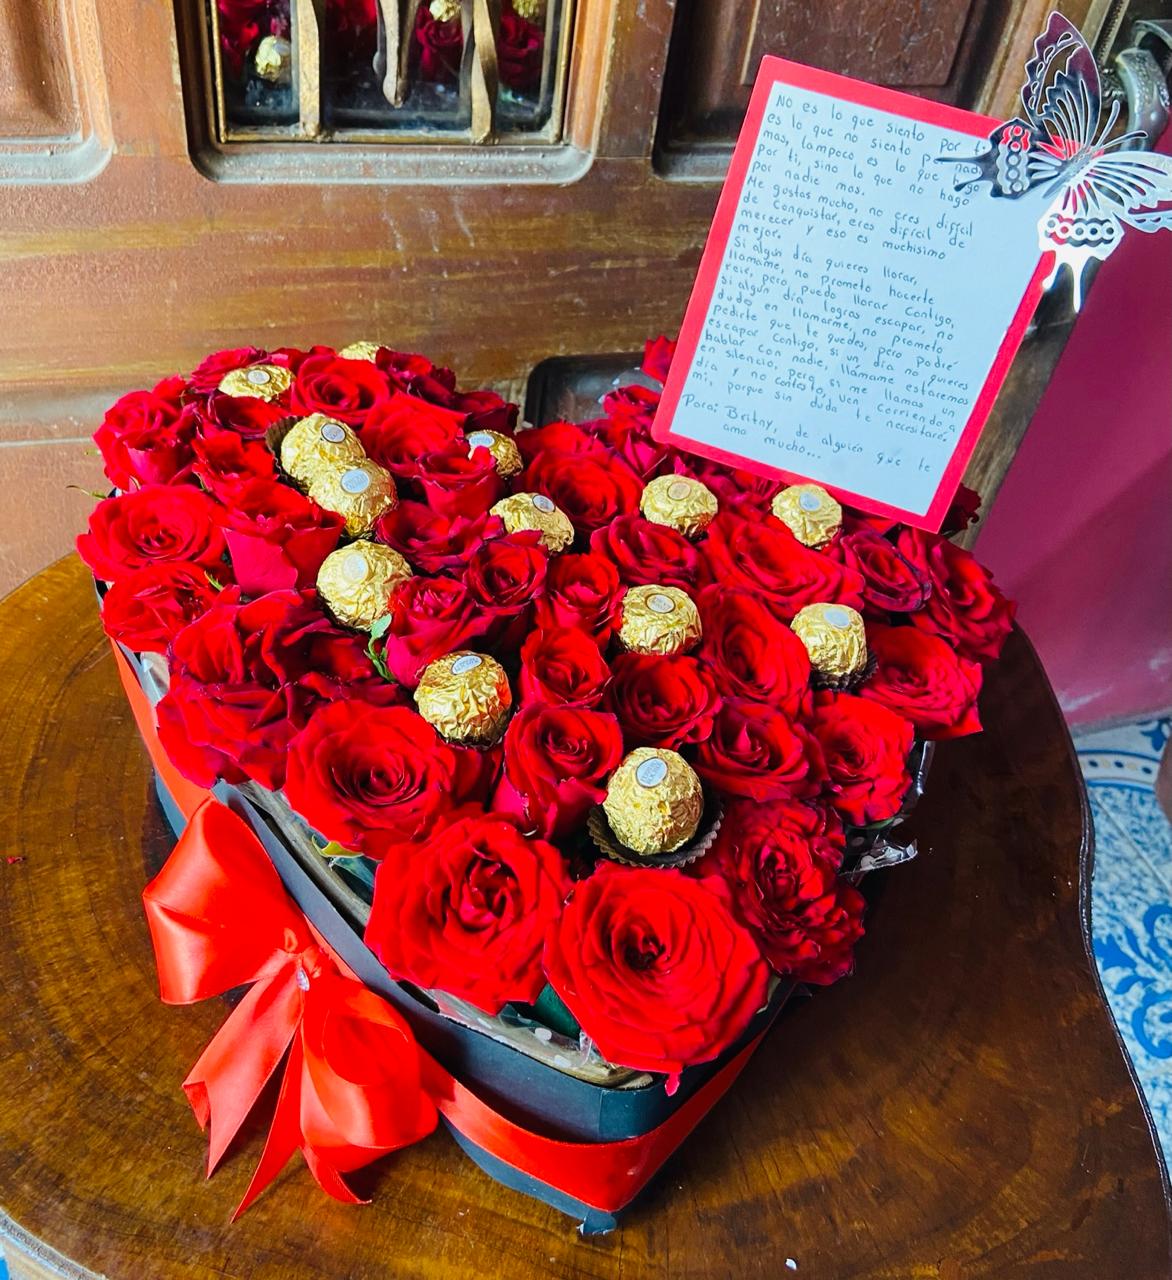 No es lo que siento por ti
es lo que no siento por nadie
mas, tampoco es lo que hago
por ti, sino lo que no hago
por nadie mas.
Me gustas mucho, no eres difícil
de Conquistar, eres difícil de
merecer y eso es muchisimo
mejor.
Si algún día quieres llorar,
llámame, no prometo hacerte
reir, pero puedo llorar Contigo,
si algún día logras escapar, no
dudes en llamarme, no prometo
pedirte que te quedes, pero podré
escapar Contigo, si un día no quieres
hablar con nadie, llámame estaremos
en silencio, pero si me llamas un
día y no contesto, ven Corriendo a
mi, porque sin duda te necesitaré.
Para: Britny, de alguién que te
ama mucho...
FERRERO
ROCHER